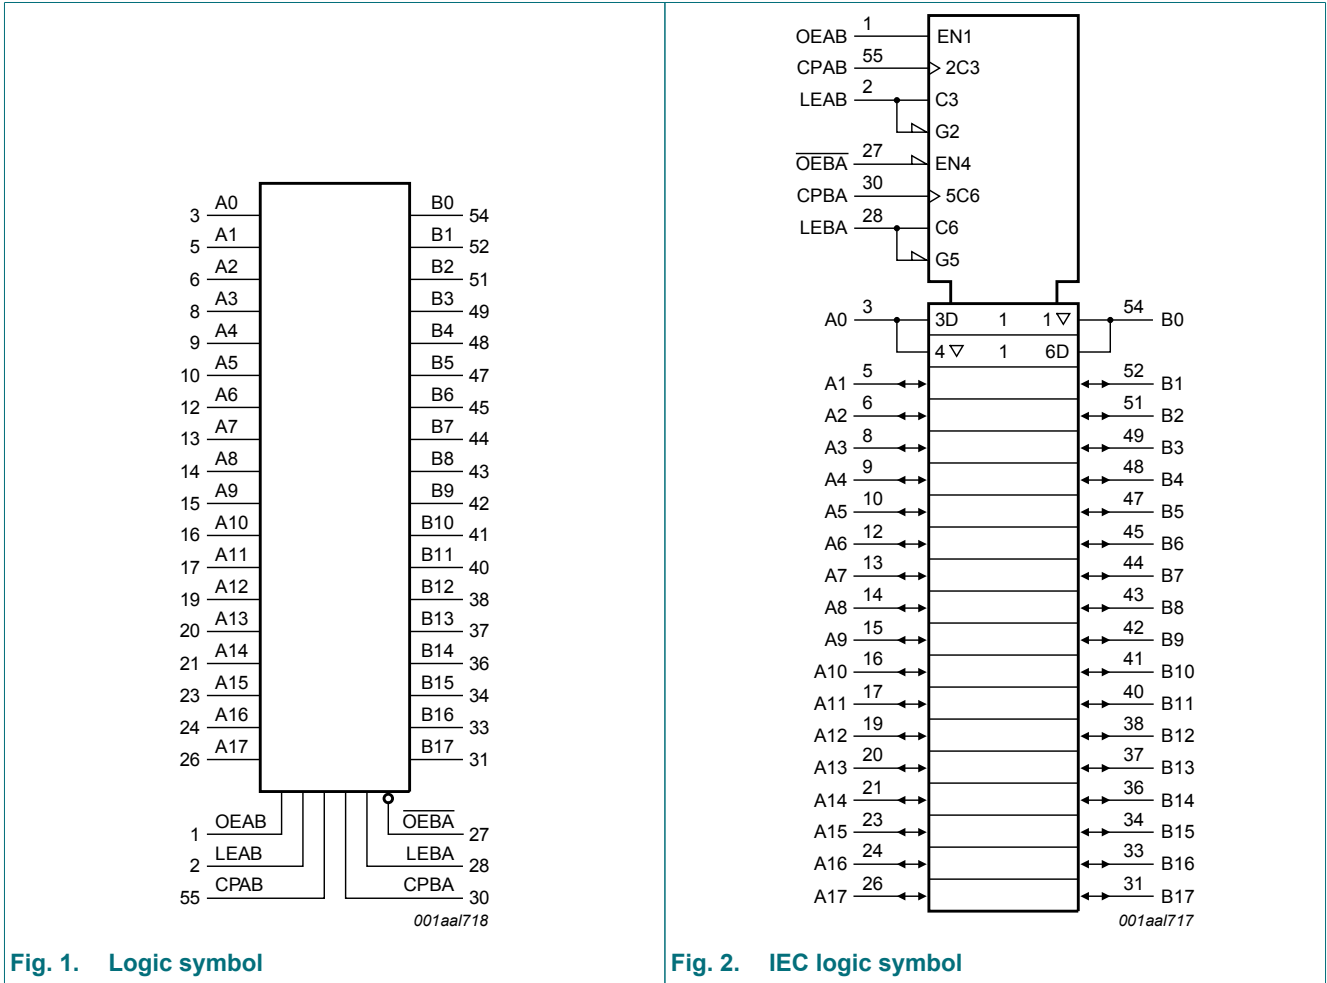 A0 B0
3 54
A1 B1
5 52
A2 B2
6 51
A3 B3
8 49
A4 B4
9 48
A5 B5
10 47
A6 B6
12 45
A7 B7
13 44
A8 B8
14 43
A9 B9
15 42
A10 B10
16 41
A11 B11
17 40
A12 B12
19 38
A13 B13
20 37
A14 B14
21 36
A15 B15
23 34
A16 B16
24 33
A17 B17
26 31
OEAB OEBA
1 27
LEAB LEBA
2 28
CPAB CPBA
55 30
001aal718
Fig. 1. Logic symbol
OEAB 1 EN1
CPAB 55 2C3
LEAB 2 C3
G2
OEBA 27 EN4
CPBA 30 5C6
LEBA 28 C6
G5
A0 3 3D 1 1 ▽ 54 B0
4 ▽ 1 6D
A1 5 52 B1
A2 6 51 B2
A3 8 49 B3
A4 9 48 B4
A5 10 47 B5
A6 12 45 B6
A7 13 44 B7
A8 14 43 B8
A9 15 42 B9
A10 16 41 B10
A11 17 40 B11
A12 19 38 B12
A13 20 37 B13
A14 21 36 B14
A15 23 34 B15
A16 24 33 B16
A17 26 31 B17
001aal717
Fig. 2. IEC logic symbol